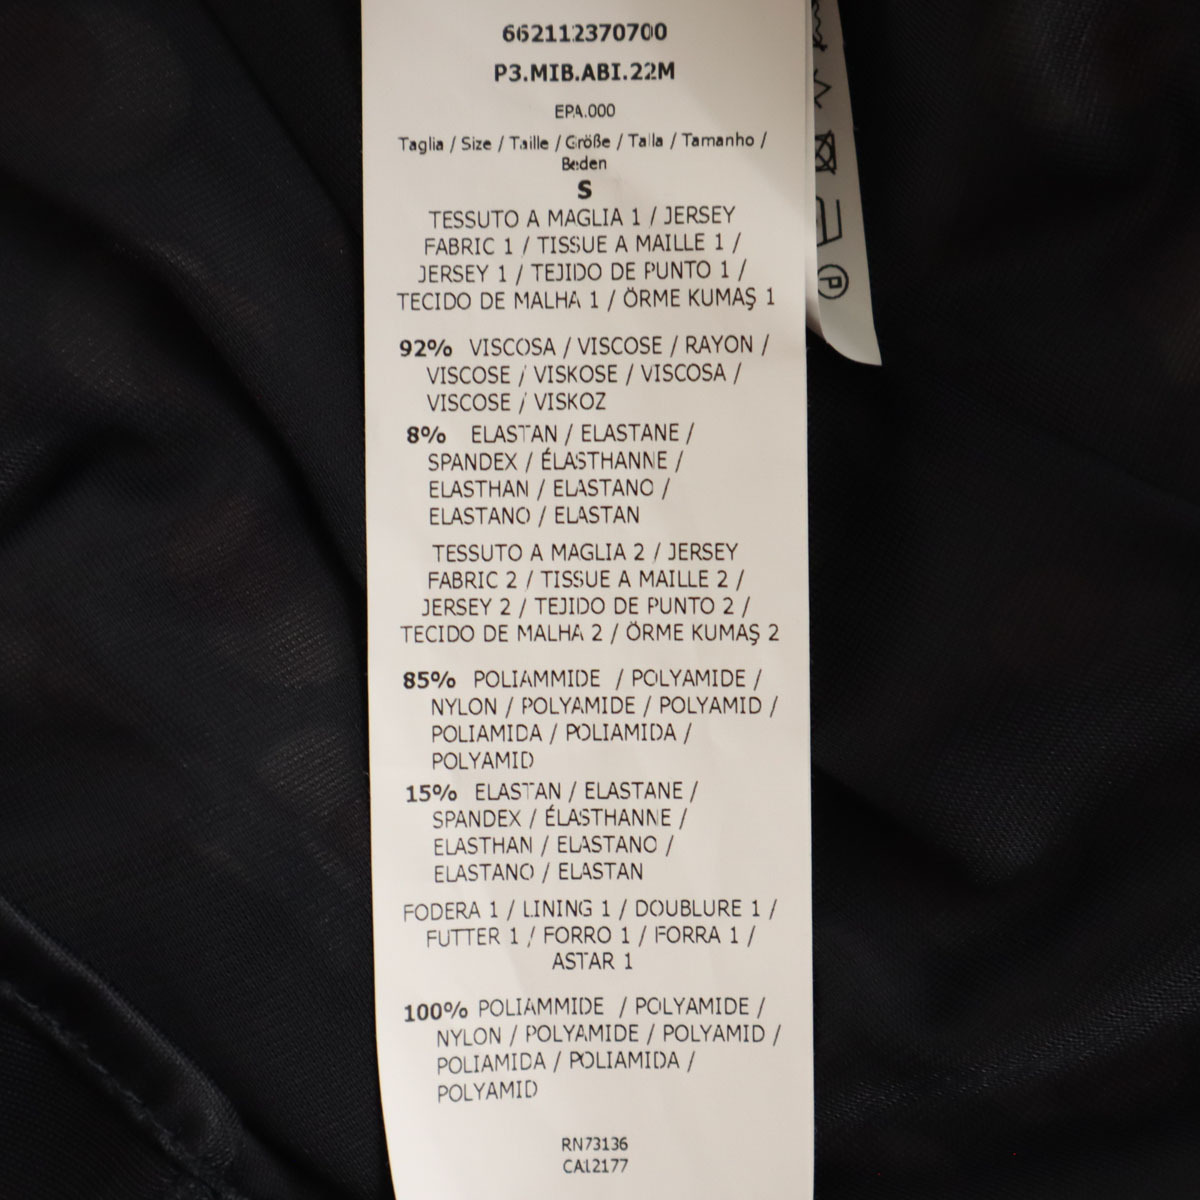 662112370700
P3.MIB.ABI.22M
EPA.000
Taglia / Size / Taille / Größe / Talla / Tamanho /
Beden
S
TESSUTO A MAGLIA 1 / JERSEY
FABRIC 1 / TISSUE A MAILLE 1 /
JERSEY 1 / TEJIDO DE PUNTO 1 /
TECIDO DE MALHA 1 / ÖRME KUMAŞ 1
92% VISCOSA / VISCOSE / RAYON /
VISCOSE / VISKOSE / VISCOSA /
VISCOSE / VISKOZ
8% ELASTAN / ELASTANE /
SPANDEX / ÉLASTHANNE /
ELASTHAN / ELASTANO /
ELASTANO / ELASTAN
TESSUTO A MAGLIA 2 / JERSEY
FABRIC 2 / TISSUE A MAILLE 2 /
JERSEY 2 / TEJIDO DE PUNTO 2 /
TECIDO DE MALHA 2 / ÖRME KUMAŞ 2
85% POLIAMMIDE / POLYAMIDE /
NYLON / POLYAMIDE / POLYAMID /
POLIAMIDA / POLIAMIDA /
POLYAMID
15% ELASTAN / ELASTANE /
SPANDEX / ÉLASTHANNE /
ELASTHAN / ELASTANO /
ELASTANO / ELASTAN
FODERA 1 / LINING 1 / DOUBLURE 1 /
FUTTER 1 / FORRO 1 / FORRA 1 /
ASTAR 1
100% POLIAMMIDE / POLYAMIDE /
NYLON / POLYAMIDE / POLYAMID /
POLIAMIDA / POLIAMIDA /
POLYAMID
RN73136
CA12177
P